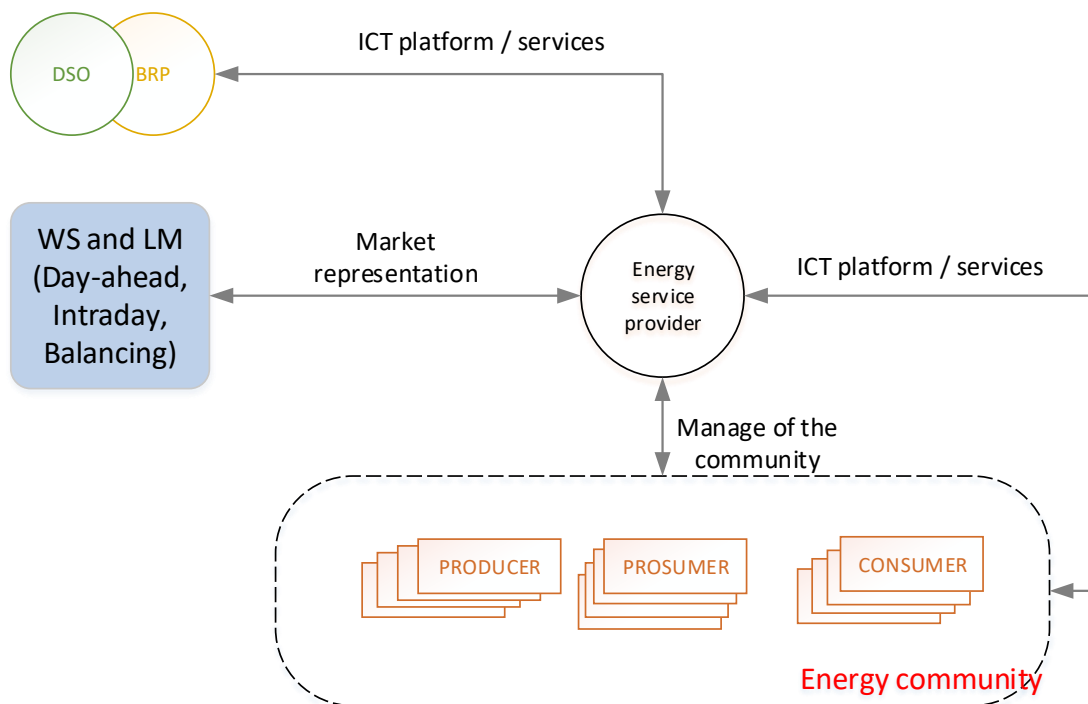 ICT platform / services
DSO
BRP
WS and LM
(Day-ahead,
Intraday,
Balancing)
Market
representation
Energy
service
provider
ICT platform / services
Manage of the
community
PRODUCER
PROSUMER
CONSUMER
Energy community